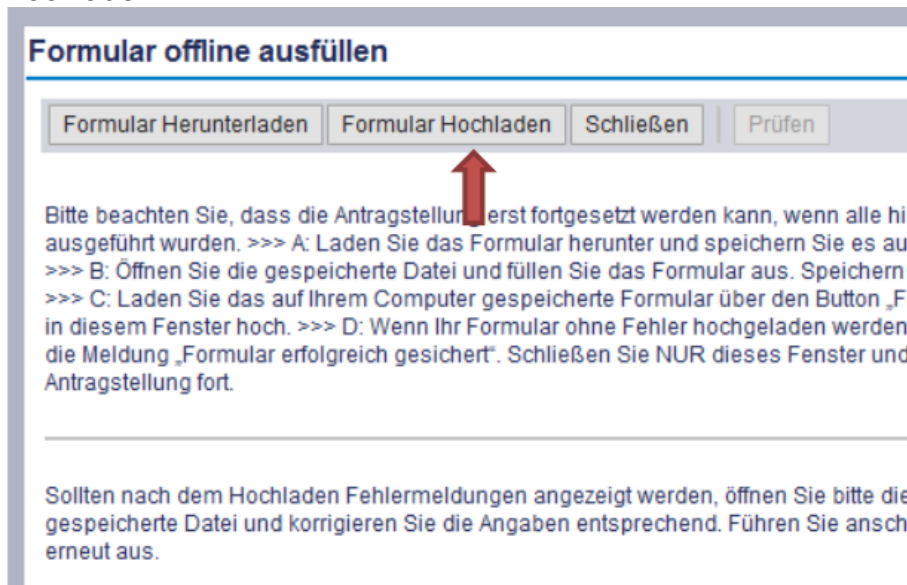 Formular offline ausfüllen
Formular Herunterladen Formular Hochladen Schließen Prüfen
Bitte beachten Sie, dass die Antragstellung erst fortgesetzt werden kann, wenn alle hi
ausgeführt wurden. >>> A: Laden Sie das Formular herunter und speichern Sie es au
>>> B: Öffnen Sie die gespeicherte Datei und füllen Sie das Formular aus. Speichern
>>> C: Laden Sie das auf Ihrem Computer gespeicherte Formular über den Button „F
in diesem Fenster hoch. >>> D: Wenn Ihr Formular ohne Fehler hochgeladen werden
die Meldung „Formular erfolgreich gesichert“. Schließen Sie NUR dieses Fenster und
Antragstellung fort.
Sollten nach dem Hochladen Fehlermeldungen angezeigt werden, öffnen Sie bitte die
gespeicherte Datei und korrigieren Sie die Angaben entsprechend. Führen Sie ansch
erneut aus.